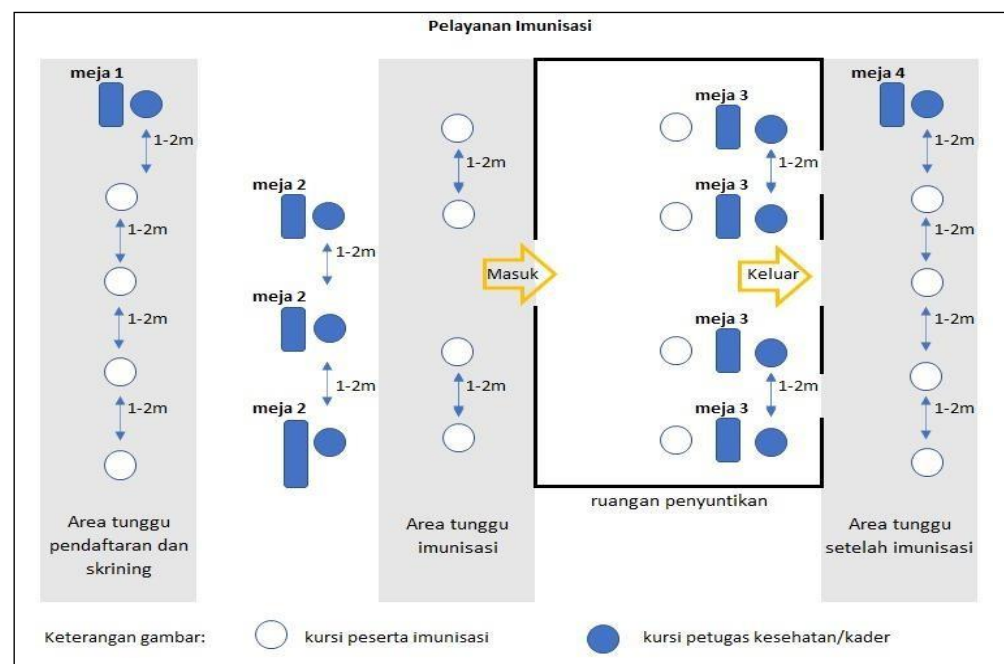 Pelayanan Imunisasi
meja 1
1-2m
1-2m
1-2m
1-2m
Area tunggu
pendaftaran dan
skrining
meja 2
1-2m
meja 2
1-2m
meja 2
1-2m
Masuk
1-2m
Area tunggu
imunisasi
meja 3
1-2m
meja 3
Keluar
meja 3
1-2m
meja 3
ruangan penyuntikan
meja 4
1-2m
1-2m
1-2m
1-2m
Area tunggu
setelah imunisasi
Keterangan gambar:
kursi peserta imunisasi
kursi petugas kesehatan/kader